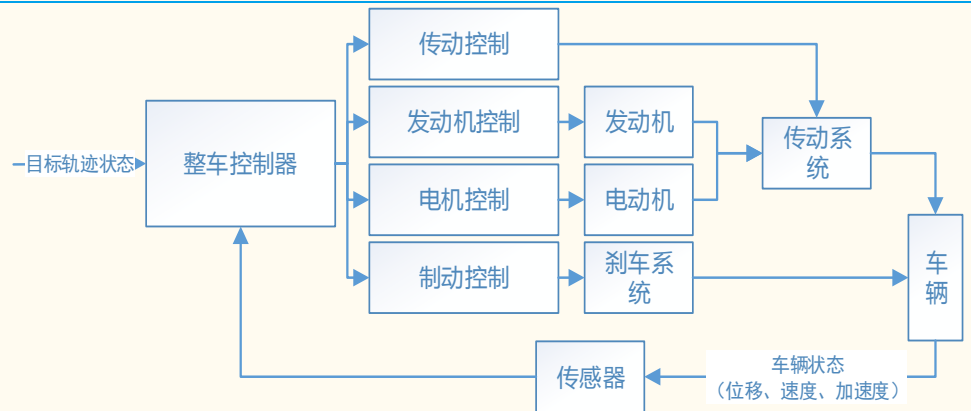 传动控制
发动机控制
发动机
传动系
统
目标轨迹状态
整车控制器
电机控制
电动机
制动控制
刹车系
统
车
辆
传感器
车辆状态
（位移、速度、加速度）